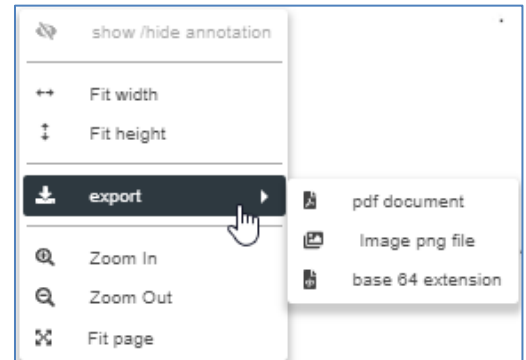 show /hide annotation
Fit width
Fit height
export
pdf document
Image png file
base 64 extension
Zoom In
Zoom Out
Fit page